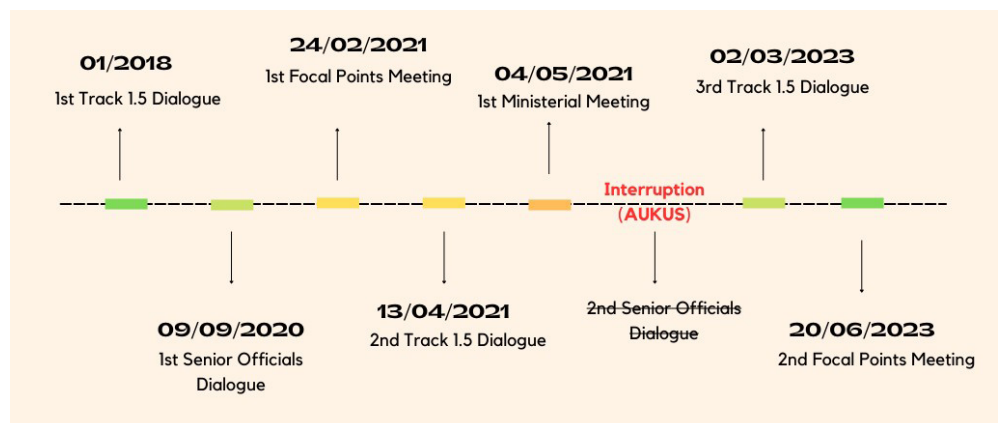 01/2018
1st Track 1.5 Dialogue
24/02/2021
1st Focal Points Meeting
04/05/2021
1st Ministerial Meeting
02/03/2023
3rd Track 1.5 Dialogue
Interruption
(AUKUS)
09/09/2020
1st Senior Officials
Dialogue
13/04/2021
2nd Track 1.5 Dialogue
2nd Senior Officials
Dialogue
20/06/2023
2nd Focal Points Meeting